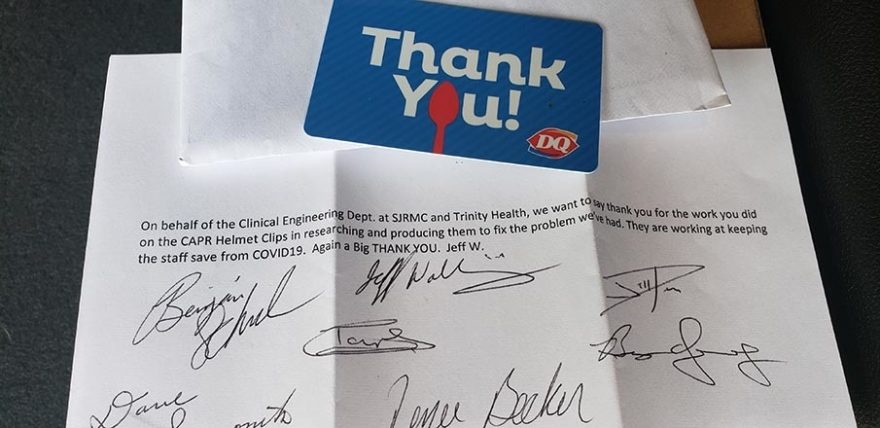 Thank
You!
DQ
On behalf of the Clinical Engineering Dept. at SJRMC and Trinity Health, we want to say thank you for the work you did
on the CAPR Helmet Clips in researching and producing them to fix the problem we've had. They are working at keeping
the staff save from COVID19.  Again a Big THANK YOU.  Jeff W.
Jeff
Dave
Renee Becker